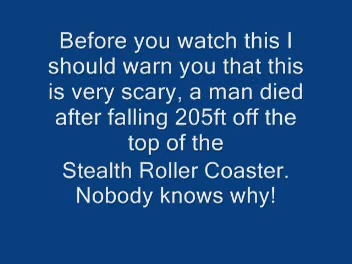 Before you watch this I
should warn you that this
is very scary, a man died
after falling 205ft off the
top of the
Stealth Roller Coaster.
Nobody knows why!